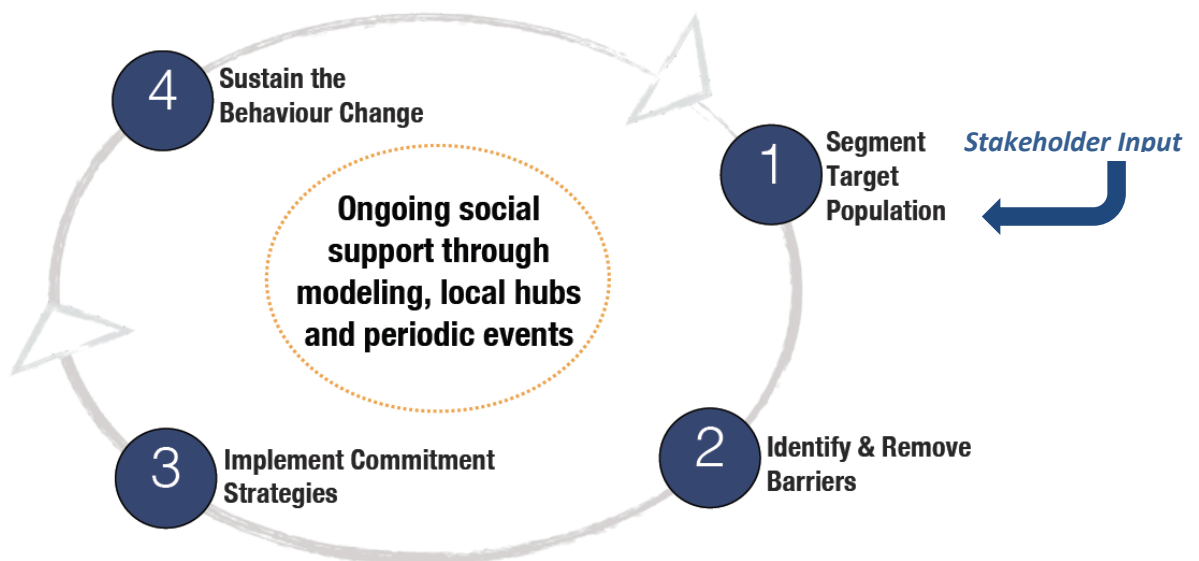 4
Sustain the
Behaviour Change
1
Segment
Target
Population
Stakeholder Input
Ongoing social
support through
modeling, local hubs
and periodic events
3
Implement Commitment
Strategies
2
Identify & Remove
Barriers